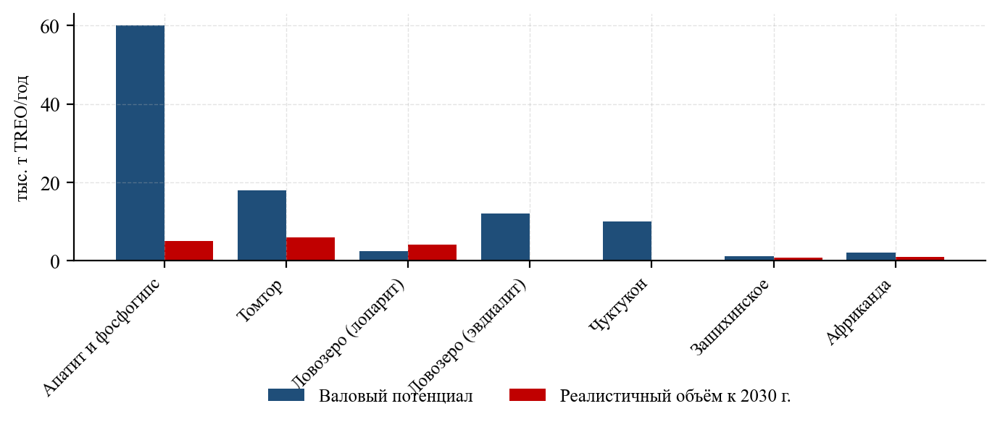 60
40
20
0
тыс. т TREO/год
Апатит и фосфогипс
Томтор
Ловозеро (лопарит)
Ловозеро (эвдиалит)
Чуктукон
Зашихинское
Африканда
Валовый потенциал
Реалистичный объём к 2030 г.